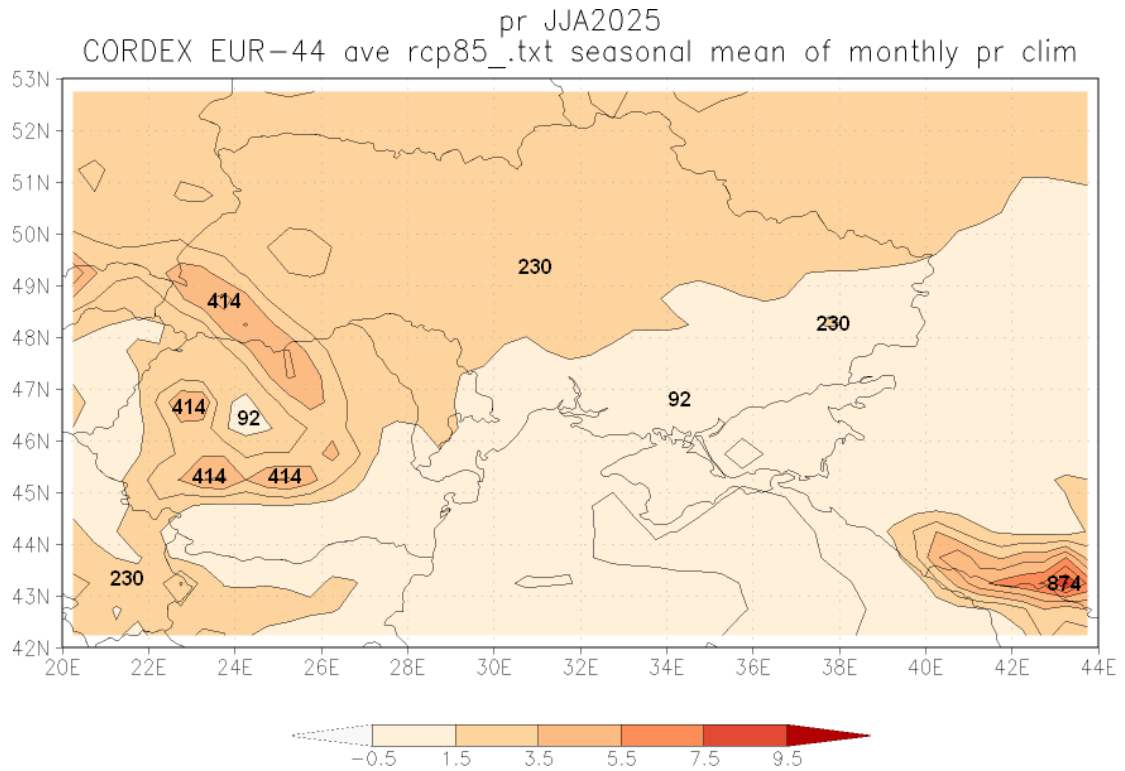 pr JJA2025
CORDEX EUR-44 ave rcp85_.txt seasonal mean of monthly pr clim
53N
52N
51N
50N
49N
48N
47N
46N
45N
44N
43N
42N
230
414
230
414
92
92
414
414
230
874
20E 22E 24E 26E 28E 30E 32E 34E 36E 38E 40E 42E 44E
-0.5 1.5 3.5 5.5 7.5 9.5